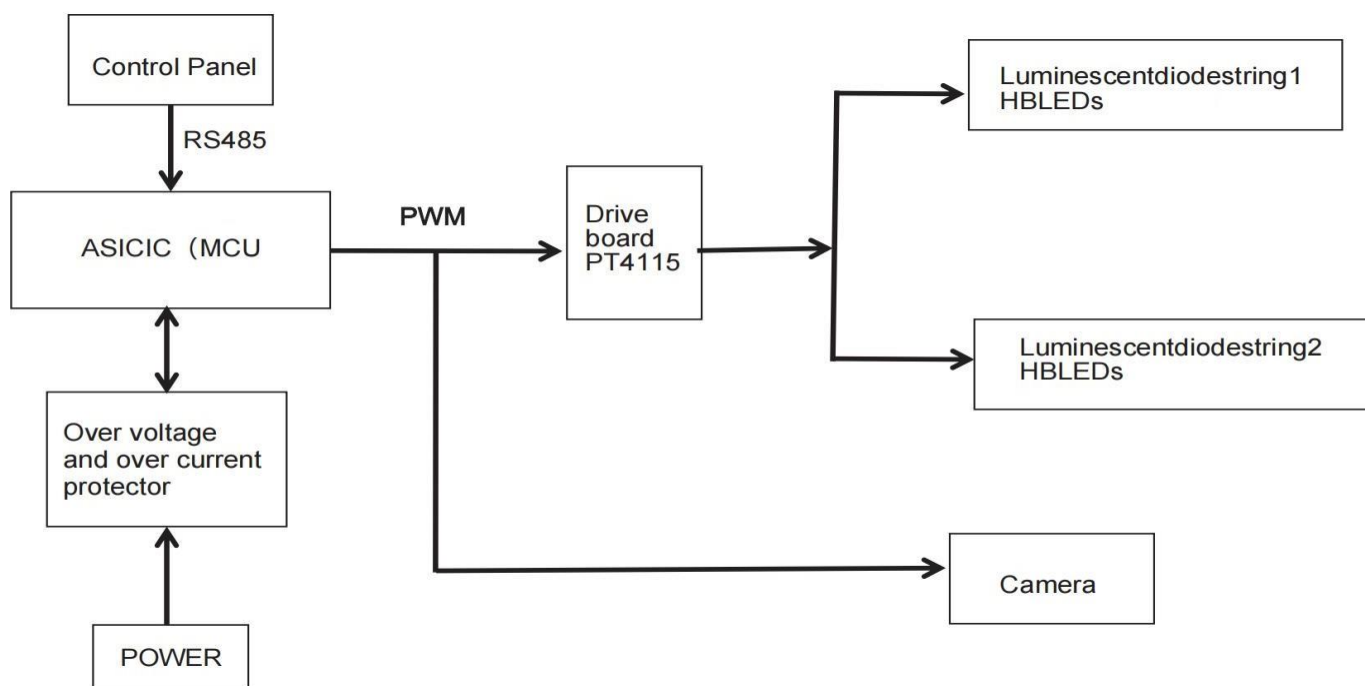 Control Panel
RS485
ASICIC（MCU
Over voltage
and over current
protector
POWER
PWM
Drive
board
PT4115
Luminescentdiodestring1
HBLEDs
Luminescentdiodestring2
HBLEDs
Camera